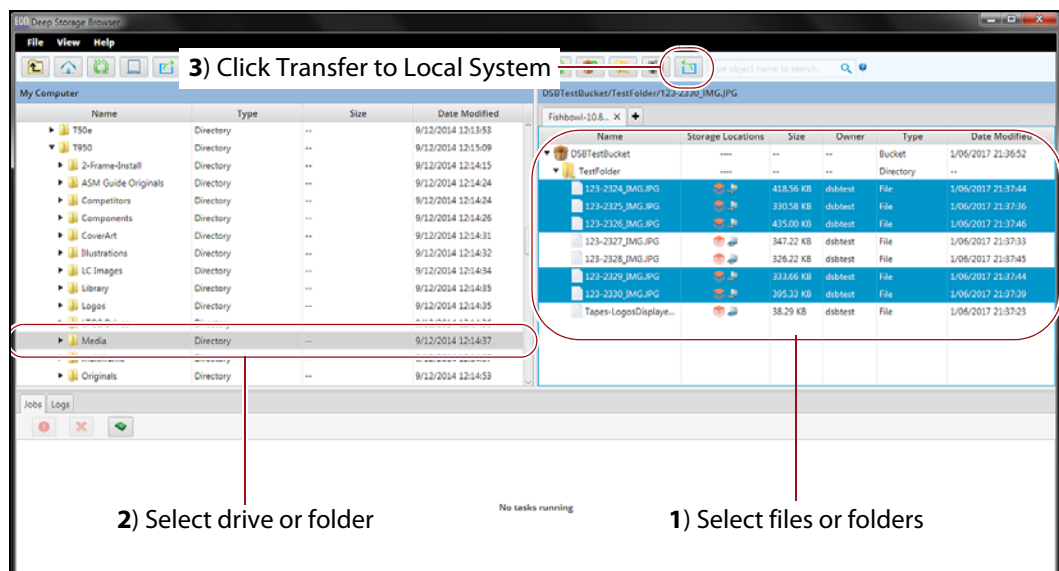 EON Deep Storage Browser
File View Help
3) Click Transfer to Local System
object name to search..
My Computer
DSBTestBucket/TestFolder/123-2330_IMG.JPG
Fishbowl-10.8... X +
Name Type Size Date Modified
T50e Directory -- 9/12/2014 12:13:53
T950 Directory -- 9/12/2014 12:15:09
2-Frame-Install Directory -- 9/12/2014 12:14:15
ASM Guide Originals Directory -- 9/12/2014 12:14:24
Competitors Directory -- 9/12/2014 12:14:24
Components Directory -- 9/12/2014 12:14:26
CoverArt Directory -- 9/12/2014 12:14:31
Illustrations Directory -- 9/12/2014 12:14:32
LC Images Directory -- 9/12/2014 12:14:34
Library Directory -- 9/12/2014 12:14:35
Logos Directory -- 9/12/2014 12:14:35
Media Directory -- 9/12/2014 12:14:37
Originals Directory -- 9/12/2014 12:14:53
Name Storage Locations Size Owner Type Date Modified
DSBTestBucket ---- -- -- Bucket 1/06/2017 21:36:52
TestFolder ---- -- -- Directory --
123-2324_IMG.JPG 418.56 KB dsbtest File 1/06/2017 21:37:44
123-2325_IMG.JPG 330.58 KB dsbtest File 1/06/2017 21:37:36
123-2326_IMG.JPG 435.00 KB dsbtest File 1/06/2017 21:37:46
123-2327_IMG.JPG 347.22 KB dsbtest File 1/06/2017 21:37:33
123-2328_IMG.JPG 326.22 KB dsbtest File 1/06/2017 21:37:45
123-2329_IMG.JPG 333.66 KB dsbtest File 1/06/2017 21:37:44
123-2330_IMG.JPG 395.33 KB dsbtest File 1/06/2017 21:37:39
Tapes-LogosDisplaye... 38.29 KB dsbtest File 1/06/2017 21:37:23
Jobs Logs
No tasks running
2) Select drive or folder
1) Select files or folders